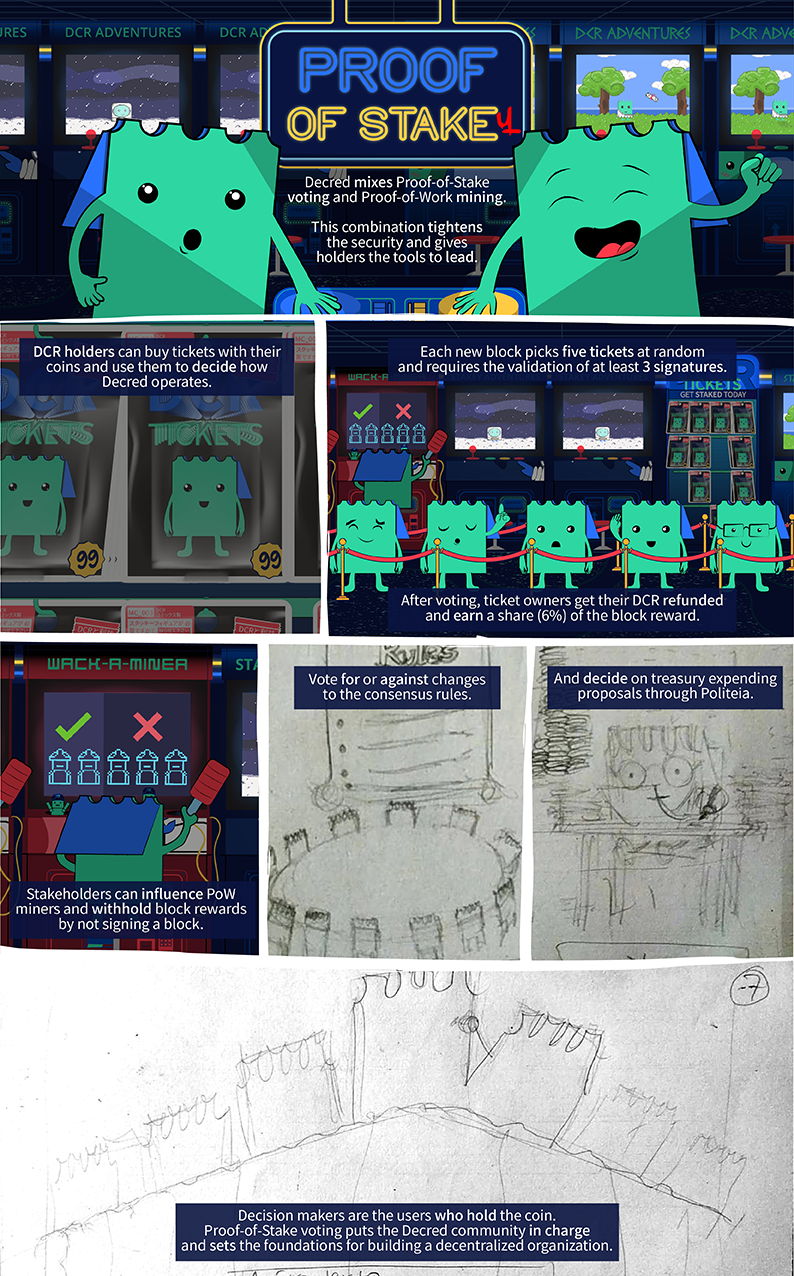 DCR ADVENTURES
DCR ADVENTURES
DCR ADVE
PROOF
OF STAKEy
Decred mixes Proof-of-Stake
voting and Proof-of-Work mining.
This combination tightens
the security and gives
holders the tools to lead.
DCR holders can buy tickets with their
coins and use them to decide how
Decred operates.
TICKETS
TICKETS
99
99
Each new block picks five tickets at random
and requires the validation of at least 3 signatures.
WACK-A
TICKETS
GET STAKED TODAY
After voting, ticket owners get their DCR refunded
and earn a share (6%) of the block reward.
WACK-A-MINER
STA
Stakeholders can influence PoW
miners and withhold block rewards
by not signing a block.
Rules
Vote for or against changes
to the consensus rules.
And decide on treasury expending
proposals through Politeia.
-7
Decision makers are the users who hold the coin.
Proof-of-Stake voting puts the Decred community in charge
and sets the foundations for building a decentralized organization.